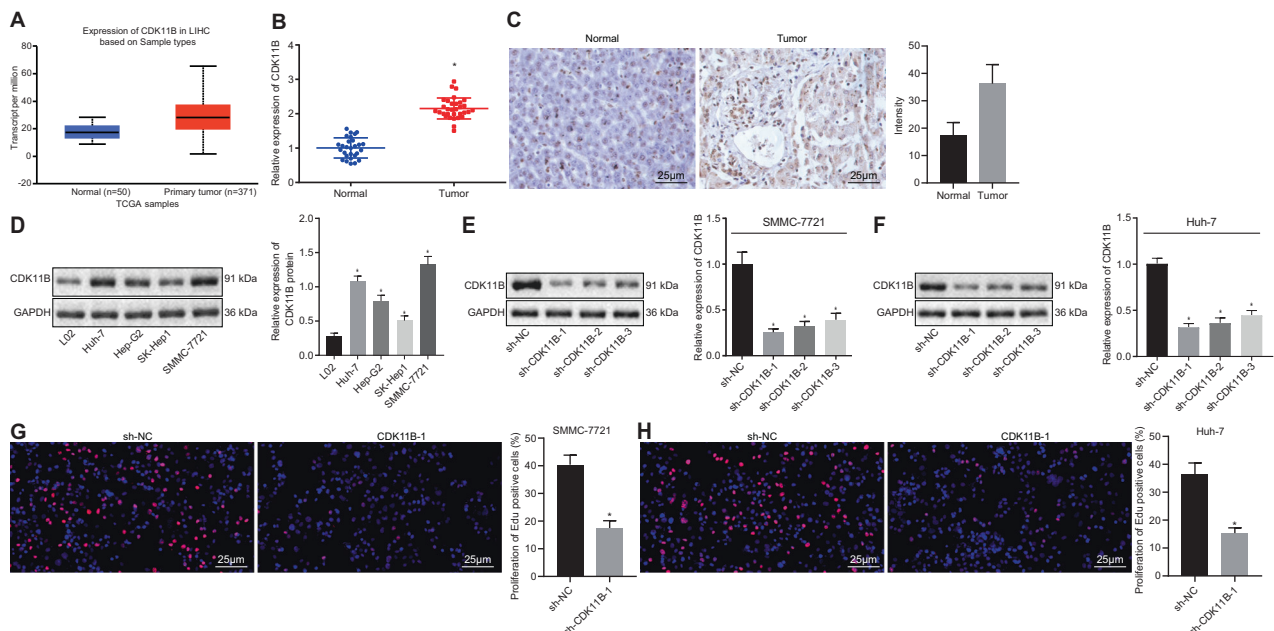 A
Expression of CDK11B in LIHC
based on Sample types
Transcript per million
80
60
40
20
0
-20
Normal (n=50)
Primary tumor (n=371)
TCGA samples
B
Relative expression of CDK11B
4
3
2
1
0
*
Normal
Tumor
C
Normal
Tumor
25μm
25μm
Intensity
50
40
30
20
10
0
Normal
Tumor
D
CDK11B
91 kDa
GAPDH
36 kDa
L02
Huh-7
Hep-G2
SK-Hep1
SMMC-7721
Relative expression of
CDK11B protein
2.0
1.5
1.0
0.5
0.0
*
*
*
*
L02
Huh-7
Hep-G2
SK-Hep1
SMMC-7721
E
CDK11B
91 kDa
GAPDH
36 kDa
sh-NC
sh-CDK11B-1
sh-CDK11B-2
sh-CDK11B-3
SMMC-7721
Relative expression of CDK11B
1.5
1.0
0.5
0.0
*
*
*
sh-NC
sh-CDK11B-1
sh-CDK11B-2
sh-CDK11B-3
F
CDK11B
91 kDa
GAPDH
36 kDa
sh-NC
sh-CDK11B-1
sh-CDK11B-2
sh-CDK11B-3
Huh-7
Relative expression of CDK11B
1.5
1.0
0.5
0.0
*
*
*
sh-NC
sh-CDK11B-1
sh-CDK11B-2
sh-CDK11B-3
G
sh-NC
CDK11B-1
25μm
25μm
SMMC-7721
Proliferation of Edu positive cells (%)
50
40
30
20
10
0
*
sh-NC
sh-CDK11B-1
H
sh-NC
CDK11B-1
25μm
25μm
Huh-7
Proliferation of Edu positive cells (%)
50
40
30
20
10
0
*
sh-NC
sh-CDK11B-1